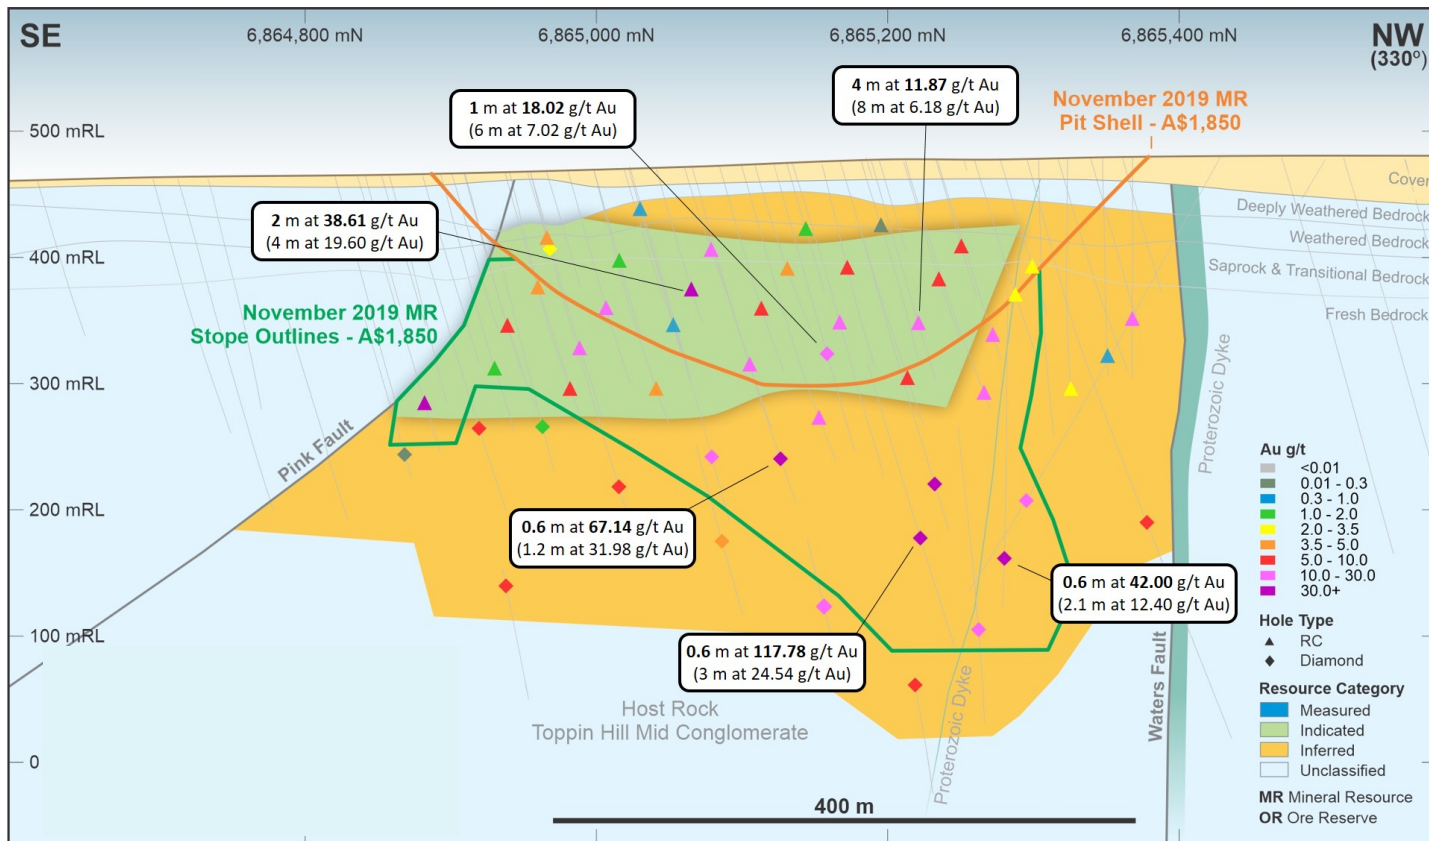 SE
6,864,800 mN
6,865,000 mN
6,865,200 mN
6,865,400 mN
NW
(330º)
1 m at 18.02 g/t Au
(6 m at 7.02 g/t Au)
4 m at 11.87 g/t Au
(8 m at 6.18 g/t Au)
November 2019 MR
Pit Shell - A$1,850
500 mRL
Cover
2 m at 38.61 g/t Au
(4 m at 19.60 g/t Au)
Deeply Weathered Bedrock
Weathered Bedrock
400 mRL
Saprock & Transitional Bedrock
November 2019 MR
Stope Outlines - A$1,850
Fresh Bedrock
300 mRL
Proterozoic Dyke
Pink Fault
Au g/t
<0.01
0.01 - 0.3
0.3 - 1.0
1.0 - 2.0
2.0 - 3.5
3.5 - 5.0
5.0 - 10.0
10.0 - 30.0
30.0+
200 mRL
0.6 m at 67.14 g/t Au
(1.2 m at 31.98 g/t Au)
0.6 m at 42.00 g/t Au
(2.1 m at 12.40 g/t Au)
Hole Type
RC
Diamond
100 mRL
0.6 m at 117.78 g/t Au
(3 m at 24.54 g/t Au)
Waters Fault
Proterozoic Dyke
Resource Category
Measured
Indicated
Inferred
Unclassified
Host Rock
Toppin Hill Mid Conglomerate
0
MR Mineral Resource
OR Ore Reserve
400 m